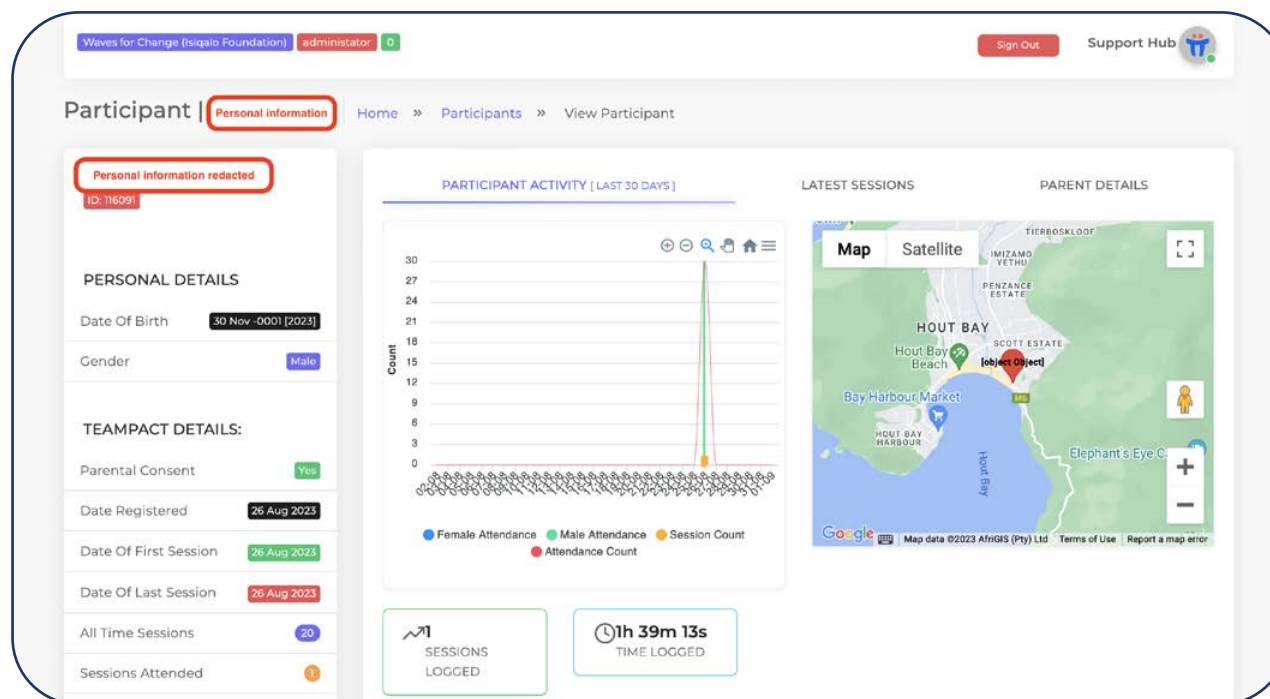 Waves for Change (Isiqalo Foundation) administator 0 Sign Out Support Hub
Participant | Personal information Home » Participants » View Participant
Personal information redacted
ID: 116091
PERSONAL DETAILS
Date Of Birth 30 Nov -0001 [2023]
Gender Male
TEAMPACT DETAILS:
Parental Consent Yes
Date Registered 26 Aug 2023
Date Of First Session 26 Aug 2023
Date Of Last Session 26 Aug 2023
All Time Sessions 20
Sessions Attended 1
PARTICIPANT ACTIVITY [ LAST 30 DAYS ] LATEST SESSIONS PARENT DETAILS
Count
30
27
24
21
18
15
12
9
6
3
0
Female Attendance Male Attendance Session Count
Attendance Count
Map Satellite
TIERBOSKLOOF
IMIZAMO
YETHU
PENZANCE
ESTATE
HOUT BAY
SCOTT ESTATE
Hout Bay
Beach
[object Object]
Bay Harbour Market
M6
HOUT BAY
HARBOUR
Hout Bay
Elephant's Eye
Google Map data ©2023 AfriGIS (Pty) Ltd Terms of Use Report a map error
1
SESSIONS
LOGGED
1h 39m 13s
TIME LOGGED